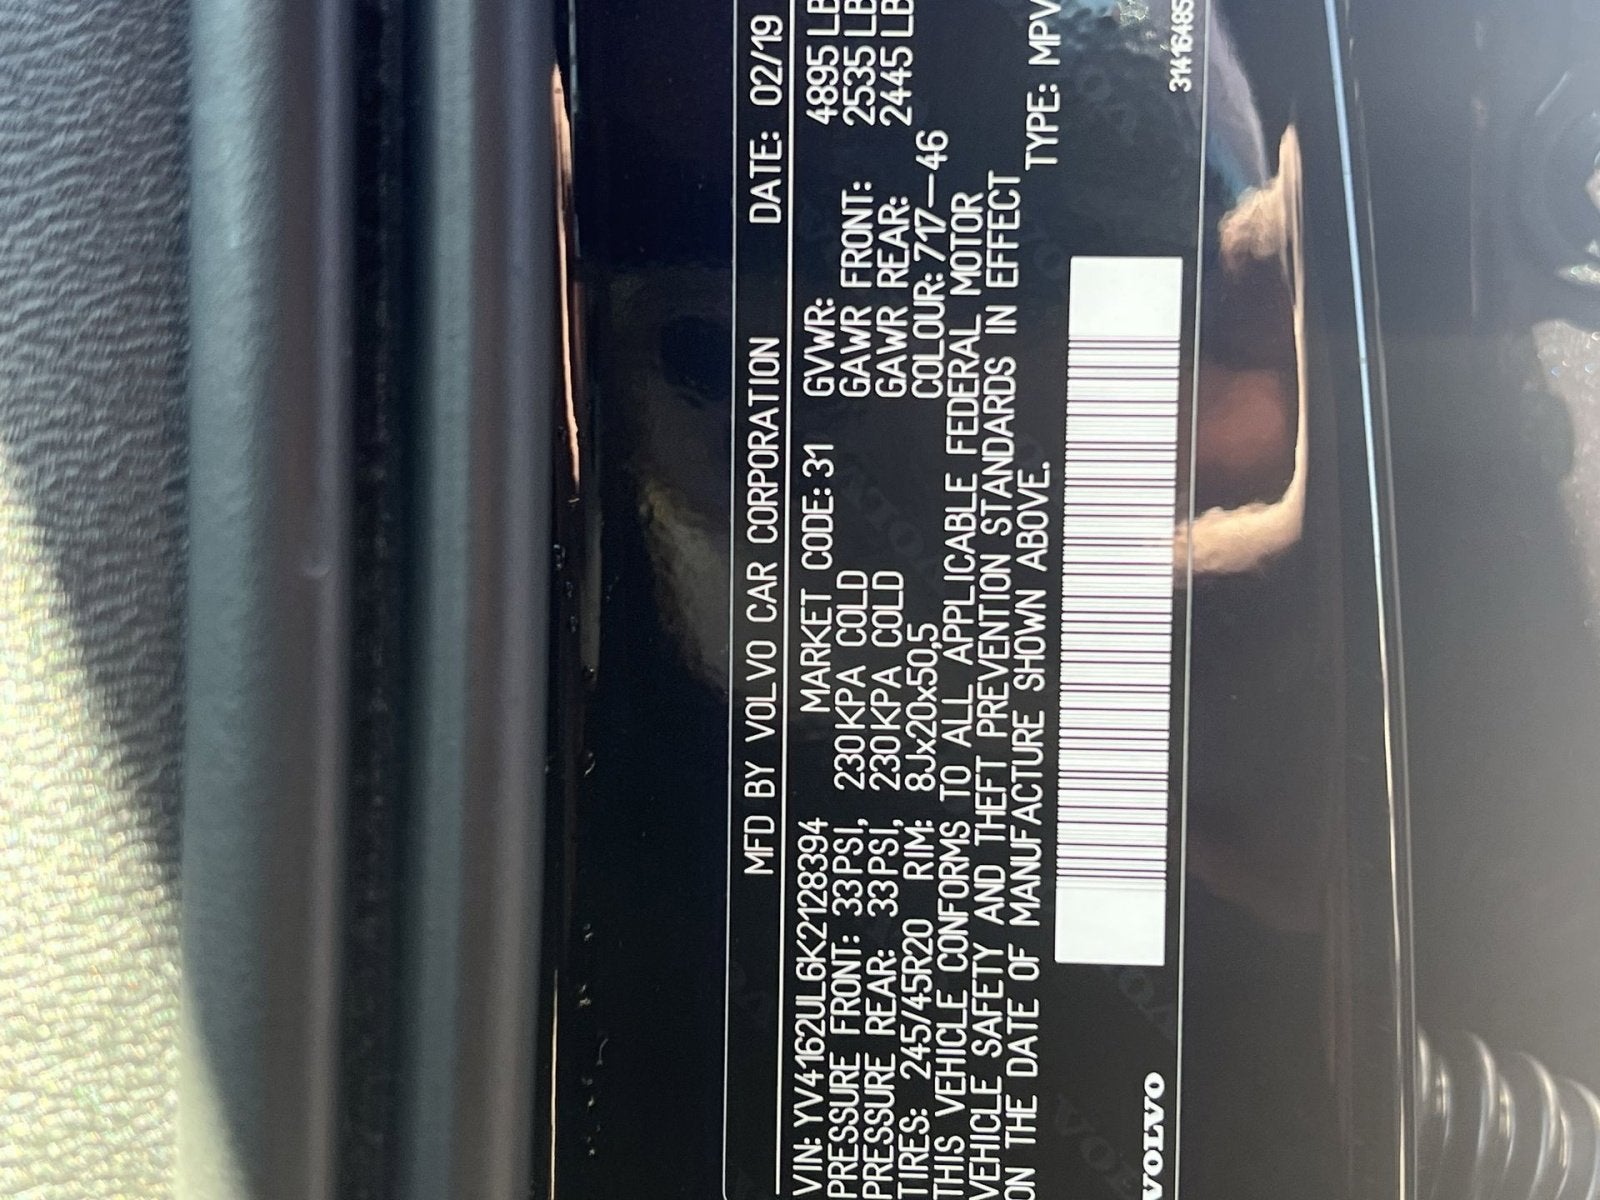 MFD BY VOLVO CAR CORPORATION DATE: 02/19
VIN: YV4162UL6K2128394 MARKET CODE: 31 GVWR: 4895 LB
PRESSURE FRONT: 33PSI, 230KPA COLD GAWR FRONT: 2535 LB
PRESSURE REAR: 33PSI, 230KPA COLD GAWR REAR: 2445 LB
TIRES: 245/45R20 RIM: 8Jx20x50,5 COLOUR: 717-46
THIS VEHICLE CONFORMS TO ALL APPLICABLE FEDERAL MOTOR
VEHICLE SAFETY AND THEFT PREVENTION STANDARDS IN EFFECT
ON THE DATE OF MANUFACTURE SHOWN ABOVE. TYPE: MPV
VOLVO 31416485